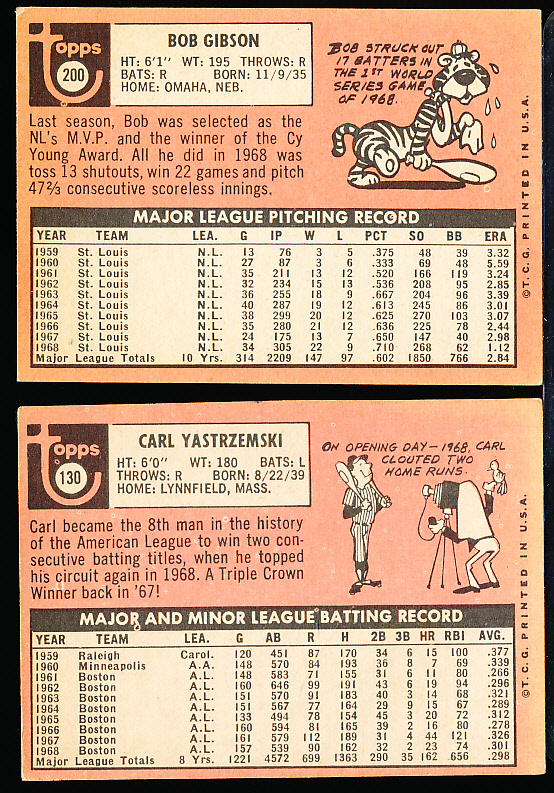 topps
200
BOB GIBSON
HT: 6'1" WT: 195 THROWS: R
BATS: R BORN: 11/9/35
HOME: OMAHA, NEB.
BOB STRUCK OUT
17 BATTERS IN
THE 1ST WORLD
SERIES GAME
OF 1968.
Last season, Bob was selected as the
NL's M.V.P. and the winner of the Cy
Young Award. All he did in 1968 was
toss 13 shutouts, win 22 games and pitch
47⅔ consecutive scoreless innings.
MAJOR LEAGUE PITCHING RECORD
YEAR TEAM LEA. G IP W L PCT SO BB ERA
1959 St. Louis N.L. 13 76 3 5 .375 48 39 3.32
1960 St. Louis N.L. 27 87 3 6 .333 69 48 5.59
1961 St. Louis N.L. 35 211 13 12 .520 166 119 3.24
1962 St. Louis N.L. 32 234 15 13 .536 208 95 2.85
1963 St. Louis N.L. 36 255 18 9 .667 204 96 3.39
1964 St. Louis N.L. 40 287 19 12 .613 245 86 3.01
1965 St. Louis N.L. 38 299 20 12 .625 270 103 3.07
1966 St. Louis N.L. 35 280 21 12 .636 225 78 2.44
1967 St. Louis N.L. 24 175 13 7 .650 147 40 2.98
1968 St. Louis N.L. 34 305 22 9 .710 268 62 1.12
Major League Totals 10 Yrs. 314 2209 147 97 .602 1850 766 2.84
©T.C.G. PRINTED IN U.S.A.
topps
130
CARL YASTRZEMSKI
HT: 6'0" WT: 180 BATS: L
THROWS: R BORN: 8/22/39
HOME: LYNNFIELD, MASS.
ON OPENING DAY-1968, CARL
CLOUTED TWO
HOME RUNS.
Carl became the 8th man in the history
of the American League to win two con-
secutive batting titles, when he topped
his circuit again in 1968. A Triple Crown
Winner back in '67!
MAJOR AND MINOR LEAGUE BATTING RECORD
YEAR TEAM LEA. G AB R H 2B 3B HR RBI AVG.
1959 Raleigh Carol. 120 451 87 170 34 6 15 100 .377
1960 Minneapolis A.A. 148 570 84 193 36 8 7 69 .339
1961 Boston A.L. 148 583 71 155 31 6 11 80 .266
1962 Boston A.L. 160 646 99 191 43 6 19 94 .296
1963 Boston A.L. 151 570 91 183 40 3 14 68 .321
1964 Boston A.L. 151 567 77 164 29 9 15 67 .289
1965 Boston A.L. 133 494 78 154 45 3 20 72 .312
1966 Boston A.L. 160 594 81 165 39 2 16 80 .278
1967 Boston A.L. 161 579 112 189 31 4 44 121 .326
1968 Boston A.L. 157 539 90 162 32 2 23 74 .301
Major League Totals 8 Yrs. 1221 4572 699 1363 290 35 162 656 .298
©T.C.G. PRINTED IN U.S.A.